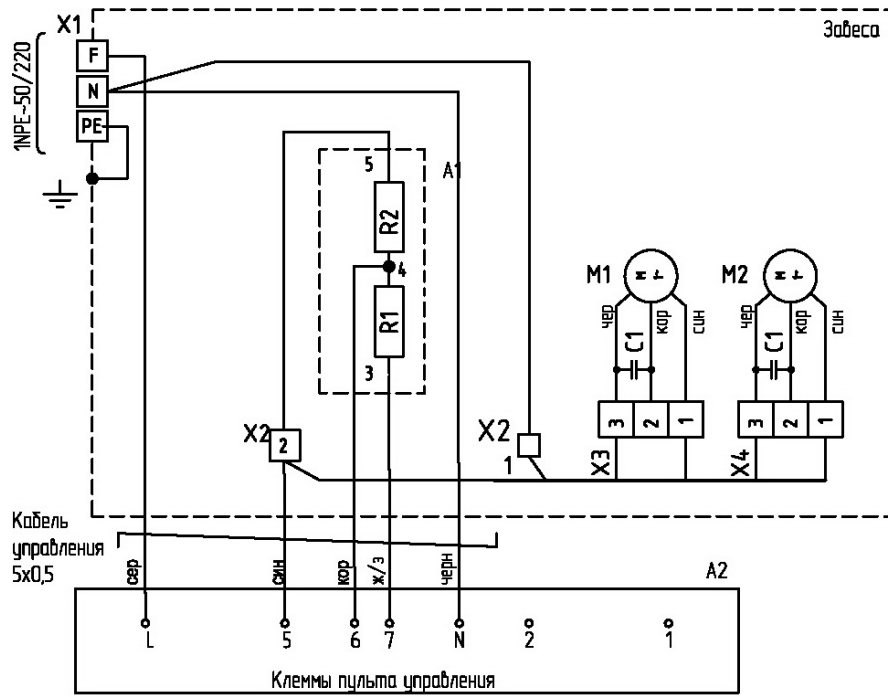 X1
Завеса
1NPE~50/220
F
N
PE
5
A1
R2
4
R1
3
M1
M2
чер
кор
син
чер
кор
син
C1
C1
3 2 1
3 2 1
X2
2
X2
1
X3
X4
Кабель
управления
5x0,5
сер
син
кор
ж/з
черн
A2
L 5 6 7 N 2 1
Клеммы пульта управления